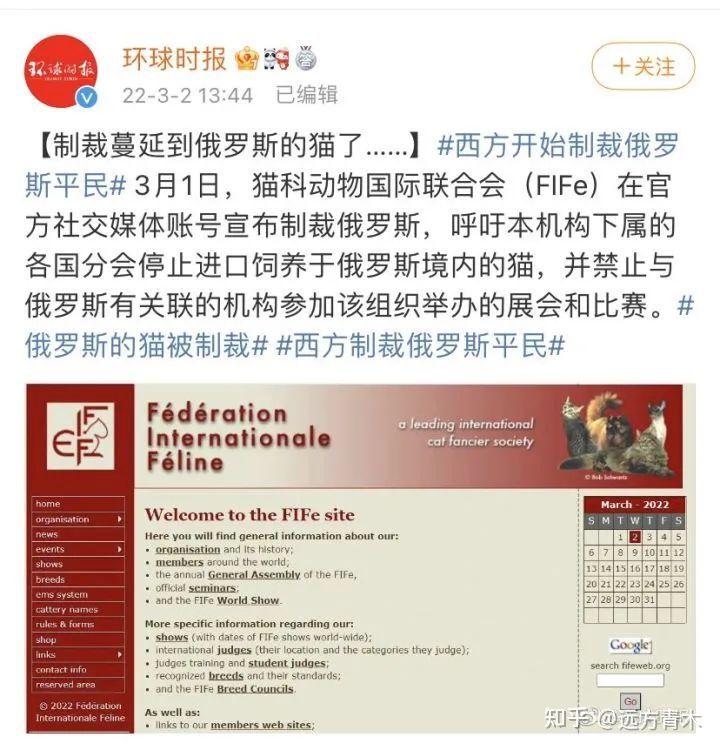 环球时报
环球时报
GLOBAL TIMES
+关注
22-3-2 13:44 已编辑
【制裁蔓延到俄罗斯的猫了......】#西方开始制裁俄罗
斯平民# 3月1日，猫科动物国际联合会（FIFe）在官
方社交媒体账号宣布制裁俄罗斯，呼吁本机构下属的
各国分会停止进口饲养于俄罗斯境内的猫，并禁止与
俄罗斯有关联的机构参加该组织举办的展会和比赛。#
俄罗斯的猫被制裁# #西方制裁俄罗斯平民#
FIFe
Fédération
Internationale
Féline
a leading international
cat fancier society
© Bob Schwartz
home
organisation
news
events
shows
breeds
ems system
cattery names
rules & forms
shop
links
contact info
reserved area
© 2022 Fédération
Internationale Féline
Welcome to the FIFe site
Here you will find general information about our:
• organisation and its history;
• members around the world;
• the annual General Assembly of the FIFe,
• official seminars;
• and the FIFe World Show.
More specific information regarding our:
• shows (with dates of FIFe shows world-wide);
• international judges (their location and the categories they judge);
• judges training and student judges;
• recognized breeds and their standards;
• and the FIFe Breed Councils.
As well as:
• links to our members web sites;
March - 2022
S M T W T F S
1 2 3 4 5
6 7 8 9 10 11 12
13 14 15 16 17 18 19
20 21 22 23 24 25 26
27 28 29 30 31
Google
search fifeweb.org
Go
知乎 @远方青木